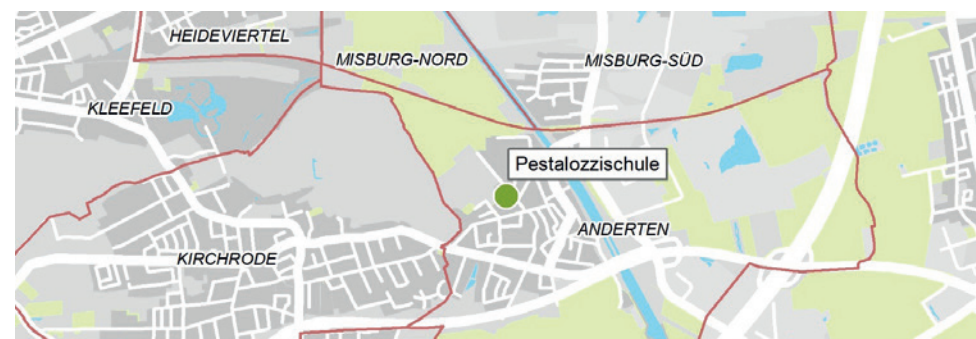 HEIDEVIERTEL
MISBURG-NORD
MISBURG-SÜD
KLEEFELD
Pestalozzischule
ANDERTEN
KIRCHRODE